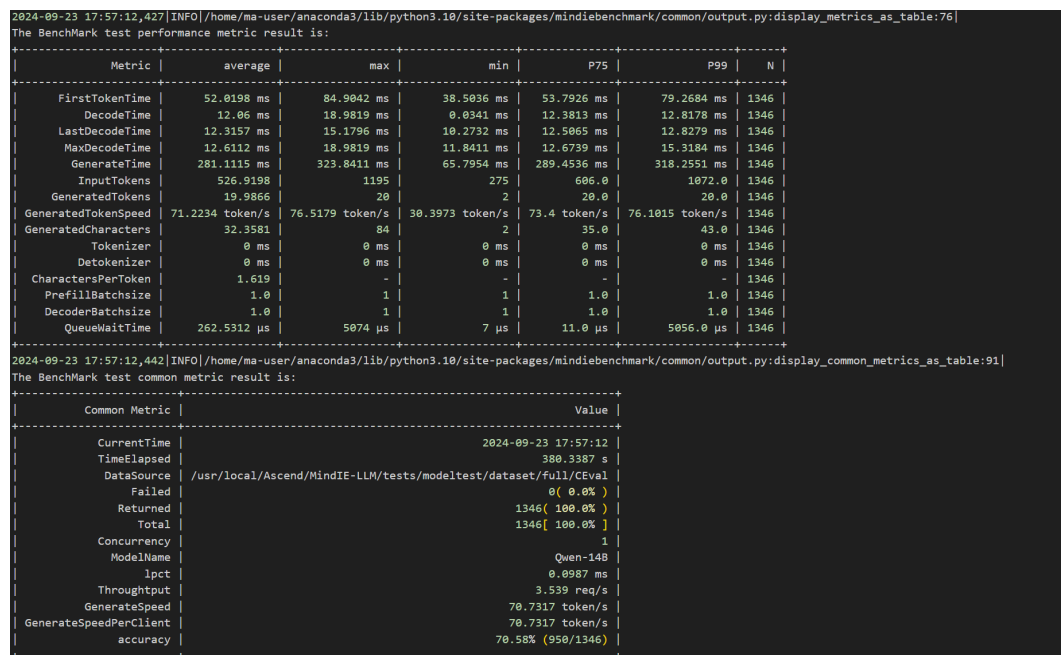 2024-09-23 17:57:12,427|INFO|/home/ma-user/anaconda3/lib/python3.10/site-packages/mindiebenchmark/common/output.py:display_metrics_as_table:76|
The BenchMark test performance metric result is:
| Metric | average | max | min | P75 | P99 | N |
| FirstTokenTime | 52.0198 ms | 84.9042 ms | 38.5036 ms | 53.7926 ms | 79.2684 ms | 1346 |
| DecodeTime | 12.06 ms | 18.9819 ms | 0.0341 ms | 12.3813 ms | 12.8178 ms | 1346 |
| LastDecodeTime | 12.3157 ms | 15.1796 ms | 10.2732 ms | 12.5065 ms | 12.8279 ms | 1346 |
| MaxDecodeTime | 12.6112 ms | 18.9819 ms | 11.8411 ms | 12.6739 ms | 15.3184 ms | 1346 |
| GenerateTime | 281.1115 ms | 323.8411 ms | 65.7954 ms | 289.4536 ms | 318.2551 ms | 1346 |
| InputTokens | 526.9198 | 1195 | 275 | 606.0 | 1072.0 | 1346 |
| GeneratedTokens | 19.9866 | 20 | 2 | 20.0 | 20.0 | 1346 |
| GeneratedTokenSpeed | 71.2234 token/s | 76.5179 token/s | 30.3973 token/s | 73.4 token/s | 76.1015 token/s | 1346 |
| GeneratedCharacters | 32.3581 | 84 | 2 | 35.0 | 43.0 | 1346 |
| Tokenizer | 0 ms | 0 ms | 0 ms | 0 ms | 0 ms | 1346 |
| Detokenizer | 0 ms | 0 ms | 0 ms | 0 ms | 0 ms | 1346 |
| CharactersPerToken | 1.619 | - | - | - | - | 1346 |
| PrefillBatchsize | 1.0 | 1 | 1 | 1.0 | 1.0 | 1346 |
| DecoderBatchsize | 1.0 | 1 | 1 | 1.0 | 1.0 | 1346 |
| QueueWaitTime | 262.5312 μs | 5074 μs | 7 μs | 11.0 μs | 5056.0 μs | 1346 |
2024-09-23 17:57:12,442|INFO|/home/ma-user/anaconda3/lib/python3.10/site-packages/mindiebenchmark/common/output.py:display_common_metrics_as_table:91|
The BenchMark test common metric result is:
| Common Metric | Value |
| CurrentTime | 2024-09-23 17:57:12 |
| TimeElapsed | 380.3387 s |
| DataSource | /usr/local/Ascend/MindIE-LLM/tests/modeltest/dataset/full/CEval |
| Failed | 0( 0.0% ) |
| Returned | 1346( 100.0% ) |
| Total | 1346[ 100.0% ] |
| Concurrency | 1 |
| ModelName | Qwen-14B |
| lpct | 0.0987 ms |
| Throughtput | 3.539 req/s |
| GenerateSpeed | 70.7317 token/s |
| GenerateSpeedPerClient | 70.7317 token/s |
| accuracy | 70.58% (950/1346) |